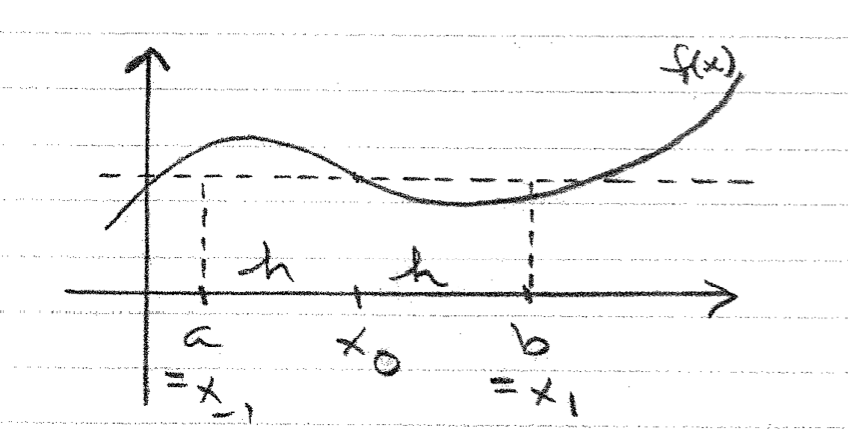 f(x)
h h
a x₀ b
= x₋₁ = x₁